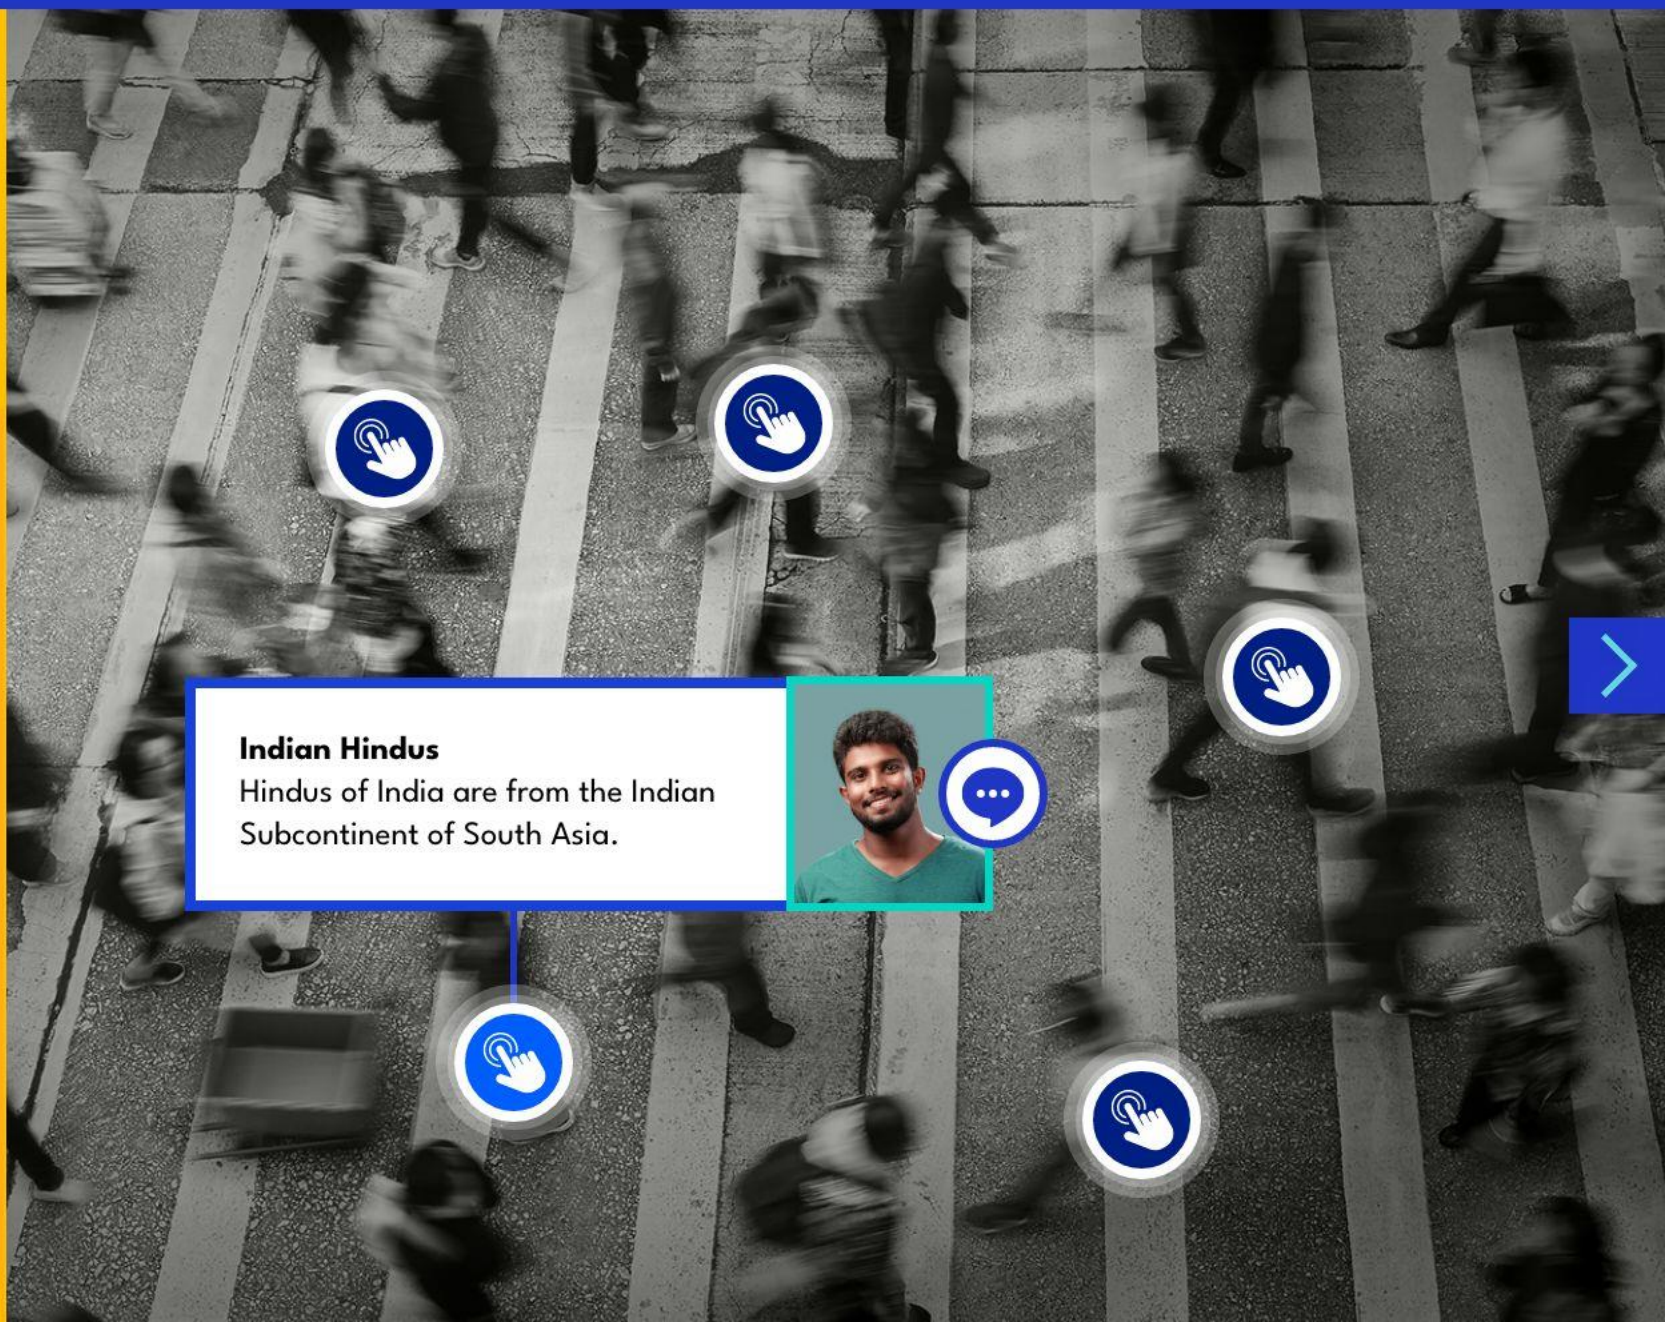 Indian Hindus
Hindus of India are from the Indian
Subcontinent of South Asia.